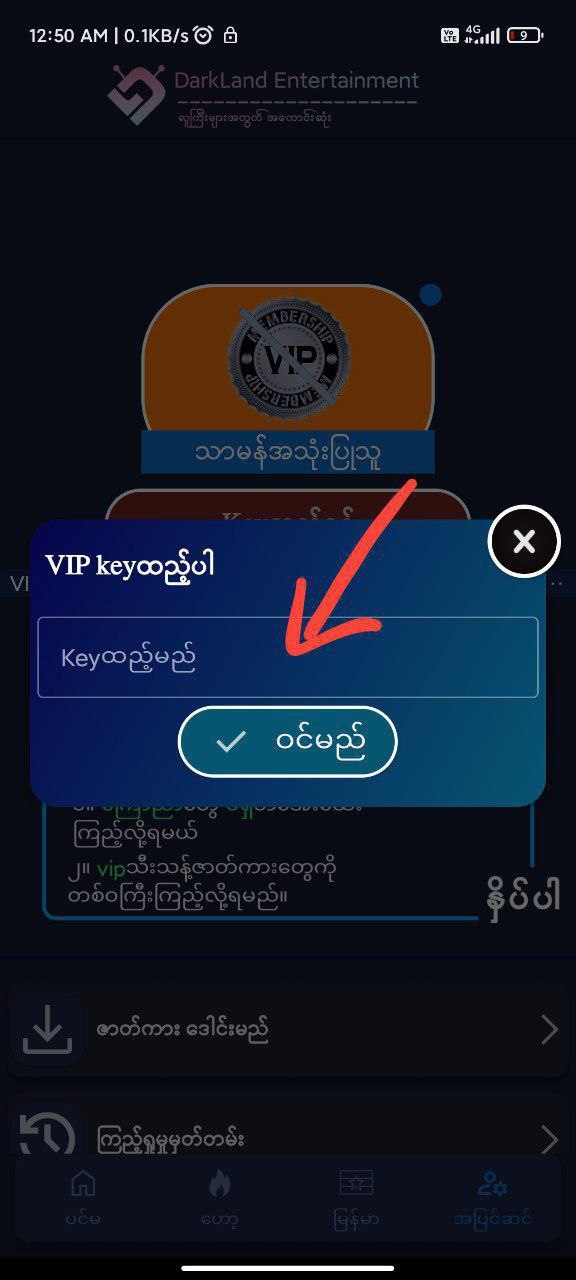 12:50 AM | 0.1KB/s
Vo LTE 4G 9
DarkLand Entertainment
လူကြီးများအတွက် အကောင်းဆုံး
MEMBERSHIP
VIP
MEMBERSHIP
သာမန်အသုံးပြုသူ
VIP keyထည့်ပါ
Keyထည့်မည်
ဝင်မည်
ကြည့်လို့ရမယ်
၂။ vipသီးသန့်ဇာတ်ကားတွေကို
တစ်ဝကြီးကြည့်လို့ရမည်။
နှိပ်ပါ
ဇာတ်ကား ဒေါင်းမည်
ကြည့်ရှုမှုမှတ်တမ်း
ပင်မ
ဟော့
မြန်မာ
အပြင်ဆင်